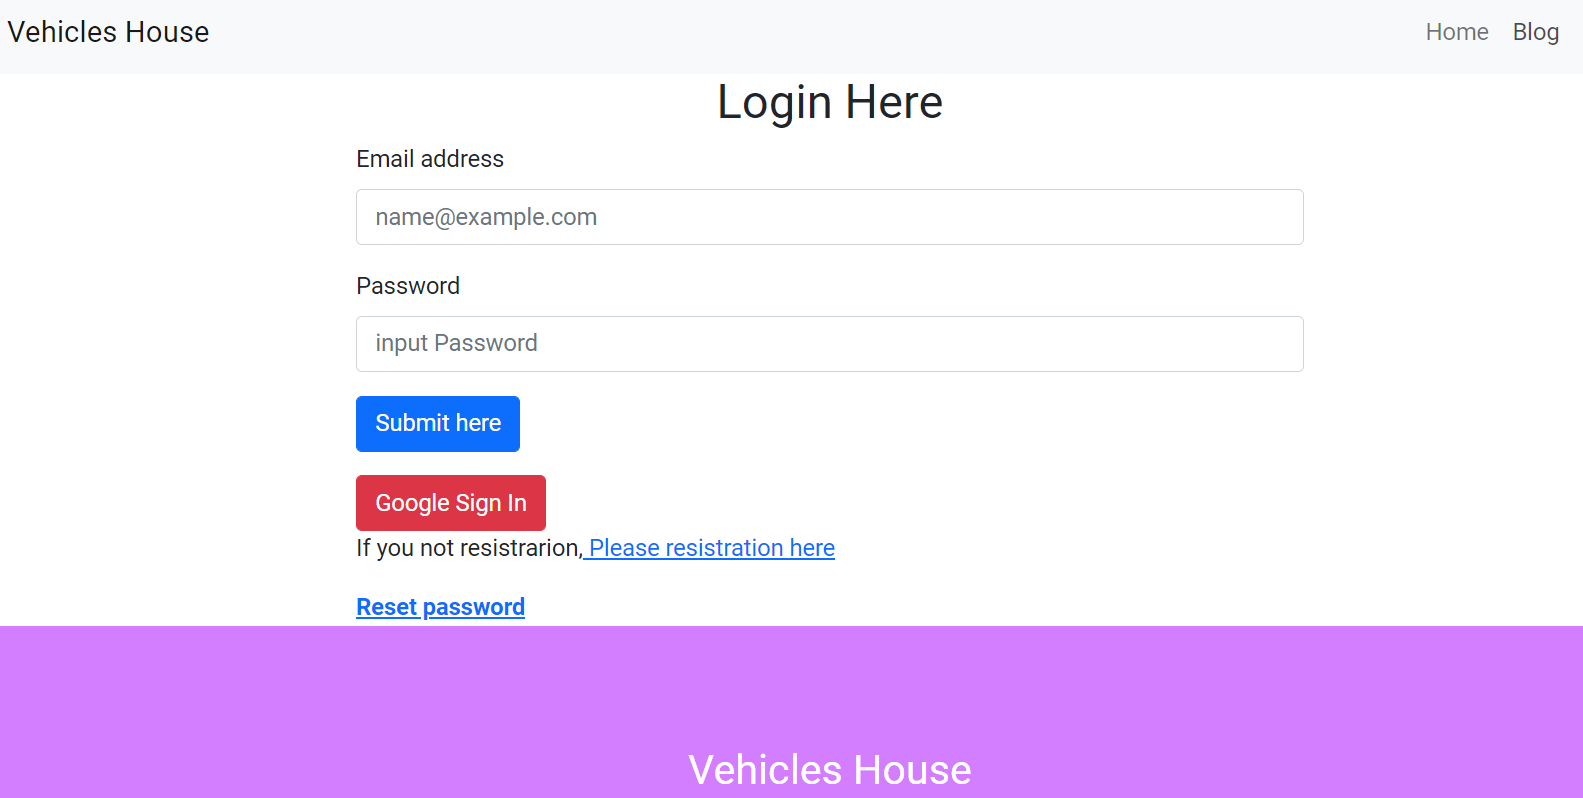 Vehicles House Home Blog
Login Here
Email address
name@example.com
Password
input Password
Submit here
Google Sign In
If you not resistrarion, Please resistration here
Reset password
Vehicles House